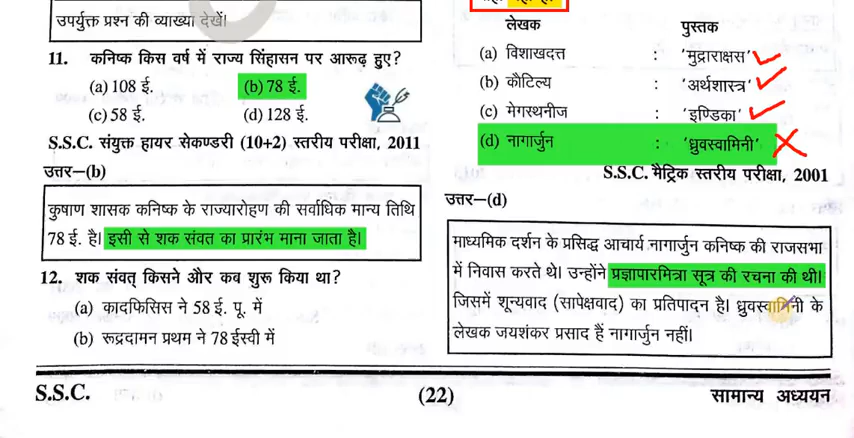 उपर्युक्त प्रश्न की व्याख्या देखें।
11. कनिष्क किस वर्ष में राज्य सिंहासन पर आरूढ़ हुए?
(a) 108 ई. (b) 78 ई.
(c) 58 ई. (d) 128 ई.
S.S.C. संयुक्त हायर सेकण्डरी (10+2) स्तरीय परीक्षा, 2011
उत्तर–(b)
कुषाण शासक कनिष्क के राज्यारोहण की सर्वाधिक मान्य तिथि
78 ई. है। इसी से शक संवत का प्रारंभ माना जाता है।
12. शक संवत् किसने और कब शुरू किया था?
(a) कादफिसिस ने 58 ई. पू. में
(b) रूद्रदामन प्रथम ने 78 ईस्वी में
लेखक पुस्तक
(a) विशाखदत्त : 'मुद्राराक्षस'
(b) कौटिल्य : 'अर्थशास्त्र'
(c) मेगस्थनीज : 'इण्डिका'
(d) नागार्जुन : 'ध्रुवस्वामिनी'
S.S.C. मैट्रिक स्तरीय परीक्षा, 2001
उत्तर–(d)
माध्यमिक दर्शन के प्रसिद्ध आचार्य नागार्जुन कनिष्क की राजसभा
में निवास करते थे। उन्होंने प्रज्ञापारमित्रा सूत्र की रचना की थी।
जिसमें शून्यवाद (सापेक्षवाद) का प्रतिपादन है। ध्रुवस्वामिनी के
लेखक जयशंकर प्रसाद हैं नागार्जुन नहीं।
S.S.C. (22) सामान्य अध्ययन